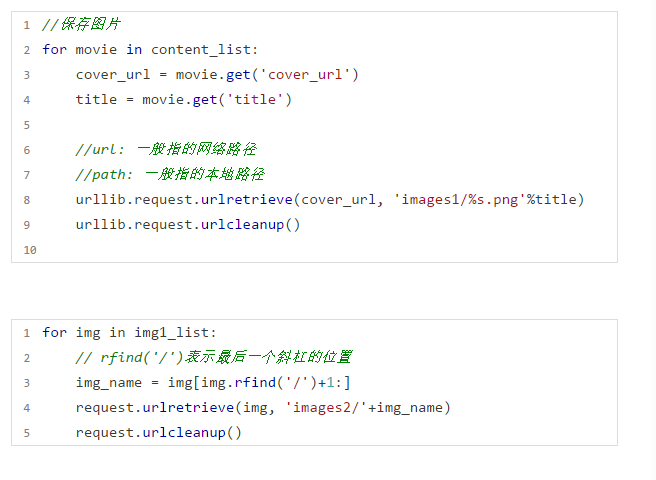 1 //保存图片
2 for movie in content_list:
3 cover_url = movie.get('cover_url')
4 title = movie.get('title')
5
6 //url: 一般指的网络路径
7 //path: 一般指的本地路径
8 urllib.request.urlretrieve(cover_url, 'images1/%s.png'%title)
9 urllib.request.urlcleanup()
10
1 for img in img1_list:
2 // rfind('/')表示最后一个斜杠的位置
3 img_name = img[img.rfind('/')+1:]
4 request.urlretrieve(img, 'images2/'+img_name)
5 request.urlcleanup()